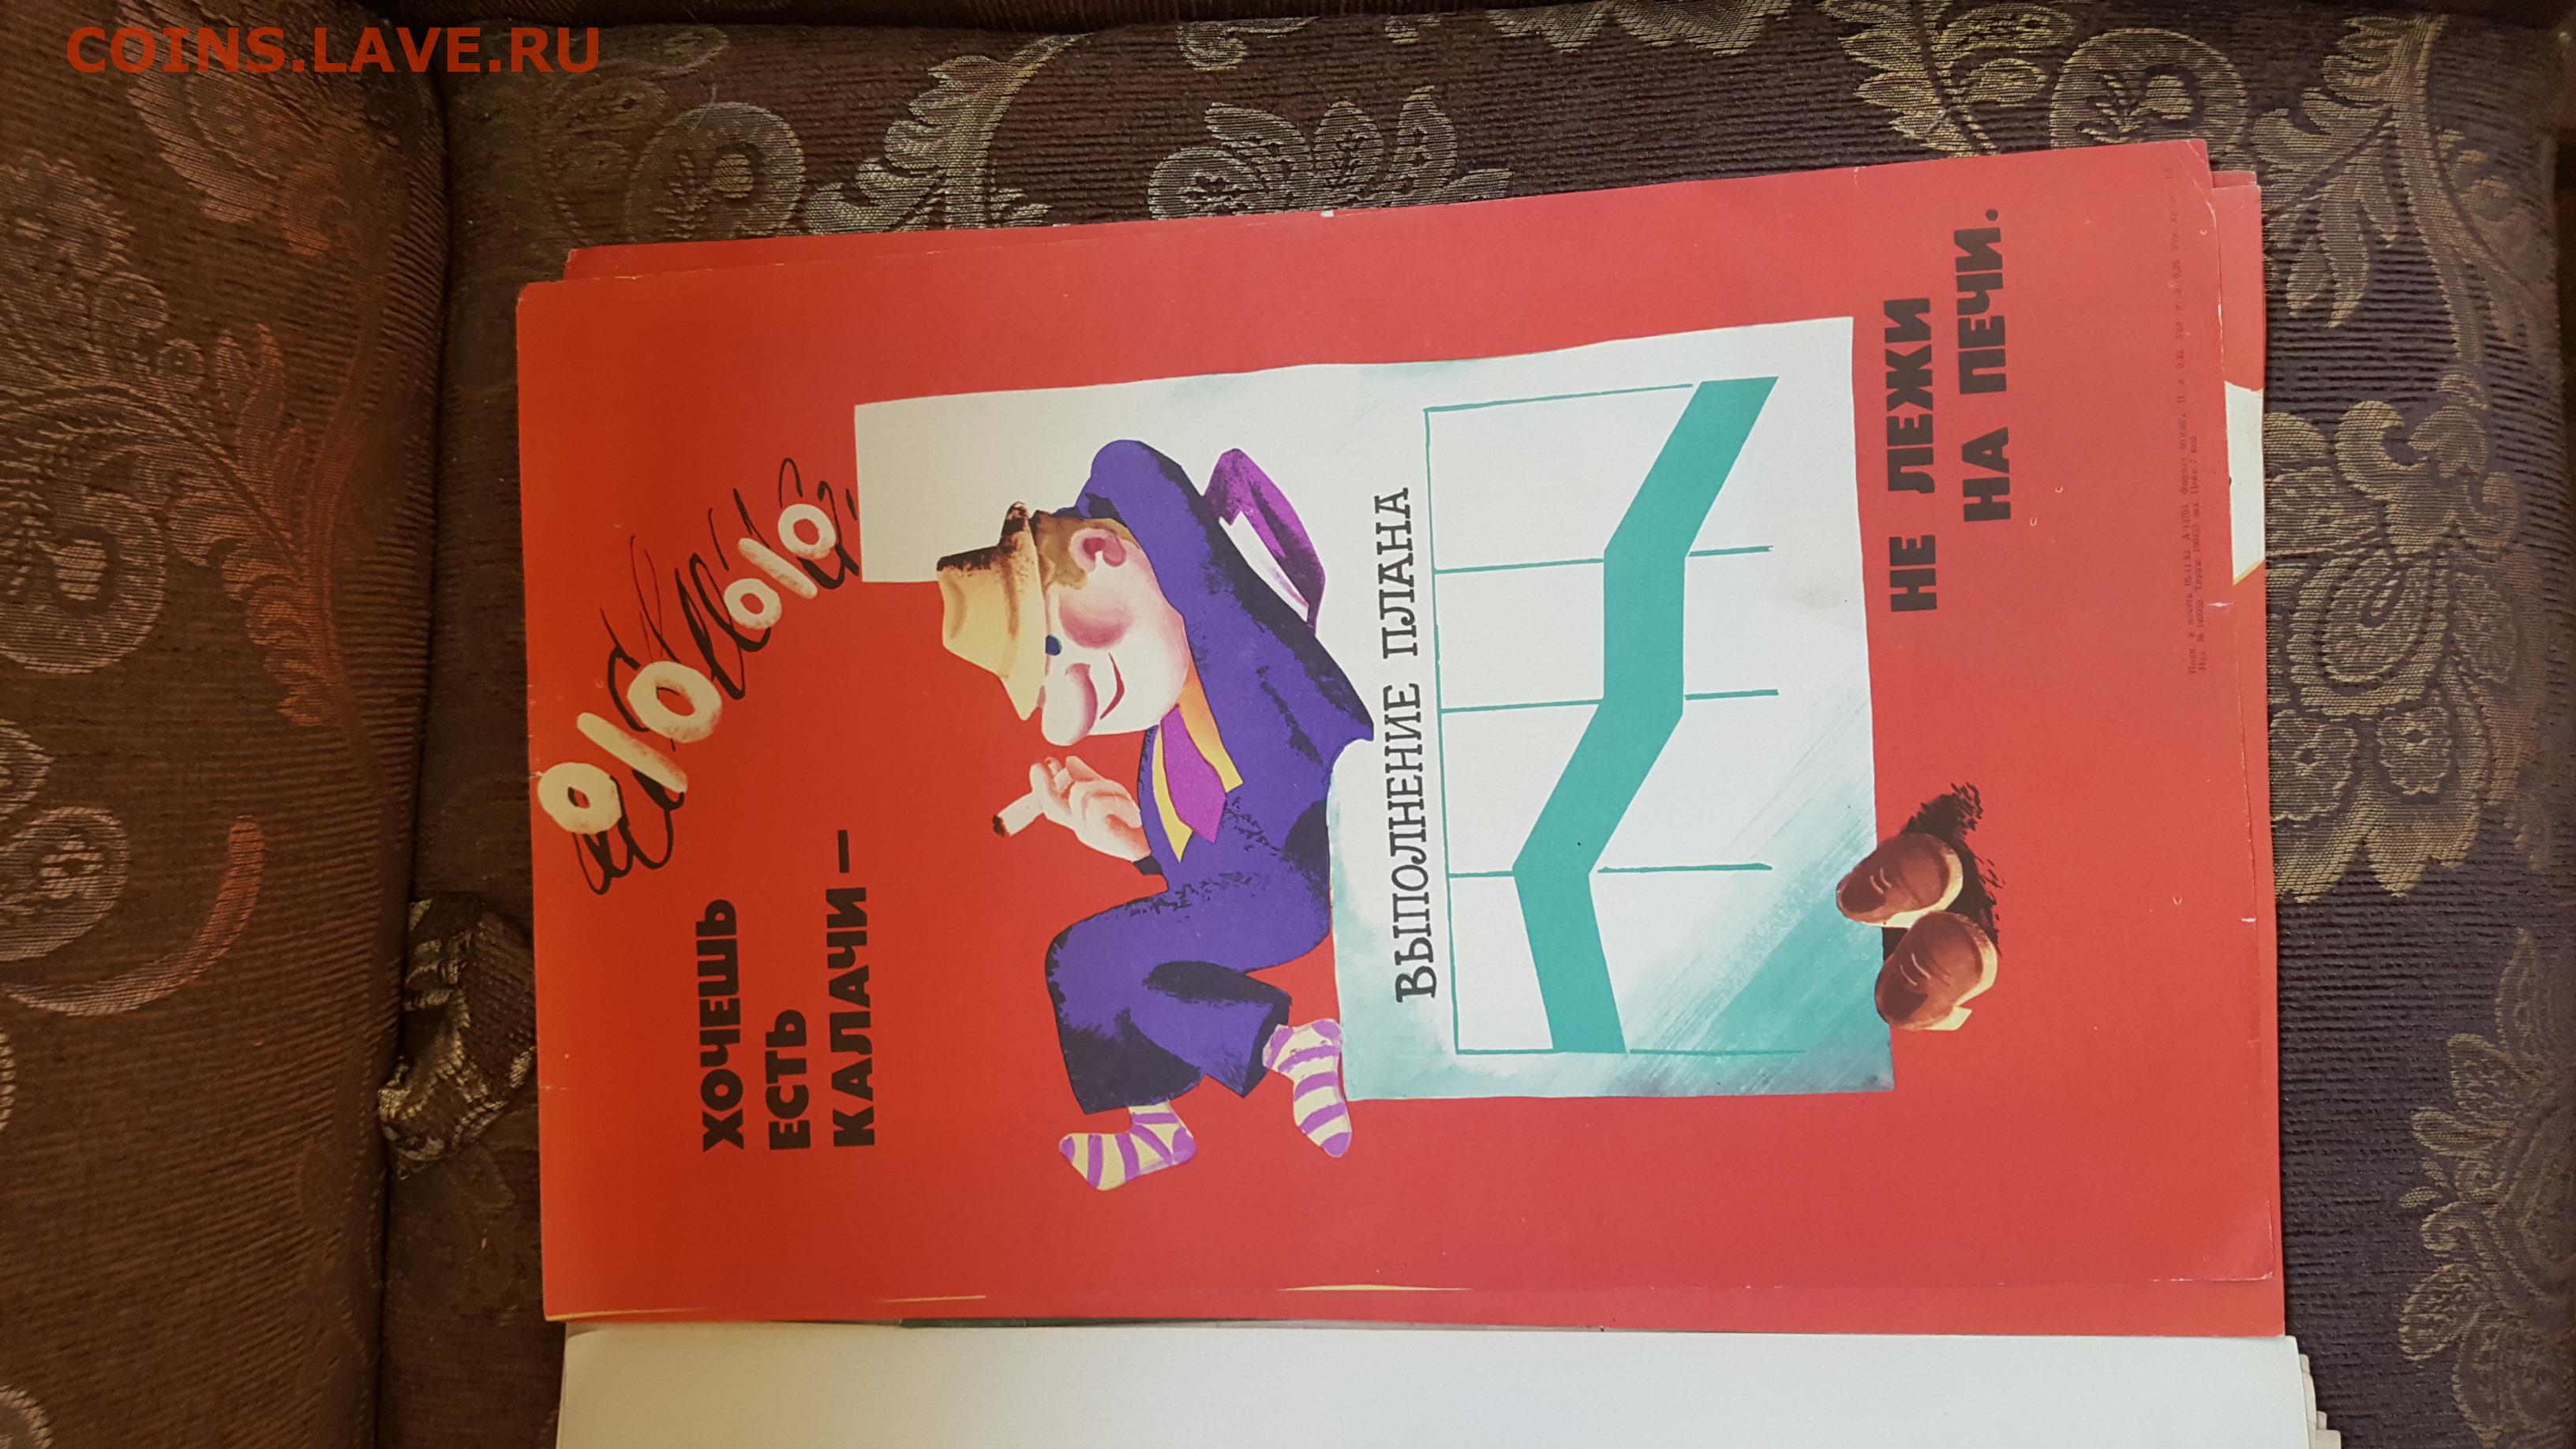 COINS.LAVE.RU
ХОЧЕШЬ
ЕСТЬ
КАЛАЧИ —
ВЫПОЛНЕНИЕ ПЛАНА
НЕ ЛЕЖИ
НА ПЕЧИ.